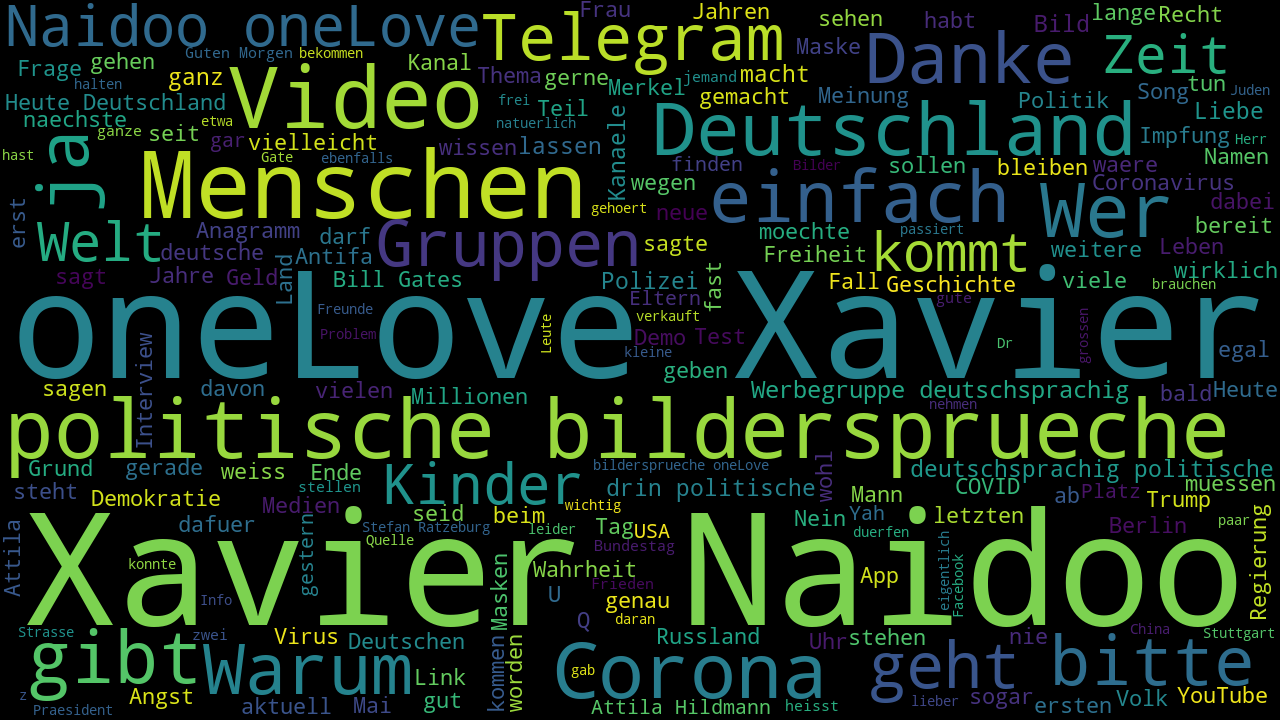 Naidoo oneLove
Telegram
Frau
Jahren
sehen
habt
Bild
lange
Recht
Guten Morgen
bekommen
Maske
Danke
Zeit
Frage
gehen
ganz
Kanal
Thema
gerne
Merkel
jemand
macht
halten
Video
tun
Juden
Heute Deutschland
etwa
frei
Teil
gemacht
Meinung
Politik
Song
Liebe
naechste
ganze
seit
gar
vielleicht
natuerlich
Deutschland
Impfung
Herr
hast
ja
Gate
ebenfalls
wissen
lassen
Kanaele
finden
sollen
bleiben
waere
Namen
Bilder
Menschen
wegen
einfach
Wer
Coronavirus
dabei
erst
gehoert
neue
passiert
bereit
Welt
Anagramm
darf
Gruppen
sagte
moechte
kommt
weitere
Leben
deutsche
Antifa
Freiheit
sagt
Jahre
Geld
Land
Bill Gates
Polizei
fast
Fall
Geschichte
viele
wirklich
brauchen
Eltern
gute
oneLove
Xavier
Freunde
verkauft
Problem
Leute
Demo
Test
Dr
grossen
kleine
egal
Interview
geben
sagen
davon
vielen
Millionen
Werbegruppe deutschsprachig
bald
Heute
nehmen
politische bildersprueche
Grund
gerade
weiss
Ende
Kinder
bildersprueche oneLove
wohl
deutschsprachig politische
steht
stellen
drin politische
COVID
muessen
Demokratie
Medien
seid
beim
wichtig
Mann
ab
Platz
Trump
Attila
dafuer
gestern
Stefan Ratzeburg
leider
Tag
USA
Nein
Yah
letzten
Berlin
paar
Quelle
Bundestag
duerfen
Regierung
Xavier Naidoo
konnte
Masken
Wahrheit
App
eigentlich
Facebook
Frieden
Info
U
genau
daran
Q
Strasse
zwei
Virus
Deutschen
Russland
Uhr
stehen
nie
China
Stuttgart
gibt
Warum
kommen
worden
Corona
gab
geht
bitte
Link
z
Angst
gut
lieber
sogar
Volk
YouTube
Praesident
aktuell
Mai
Attila Hildmann
heisst
ersten